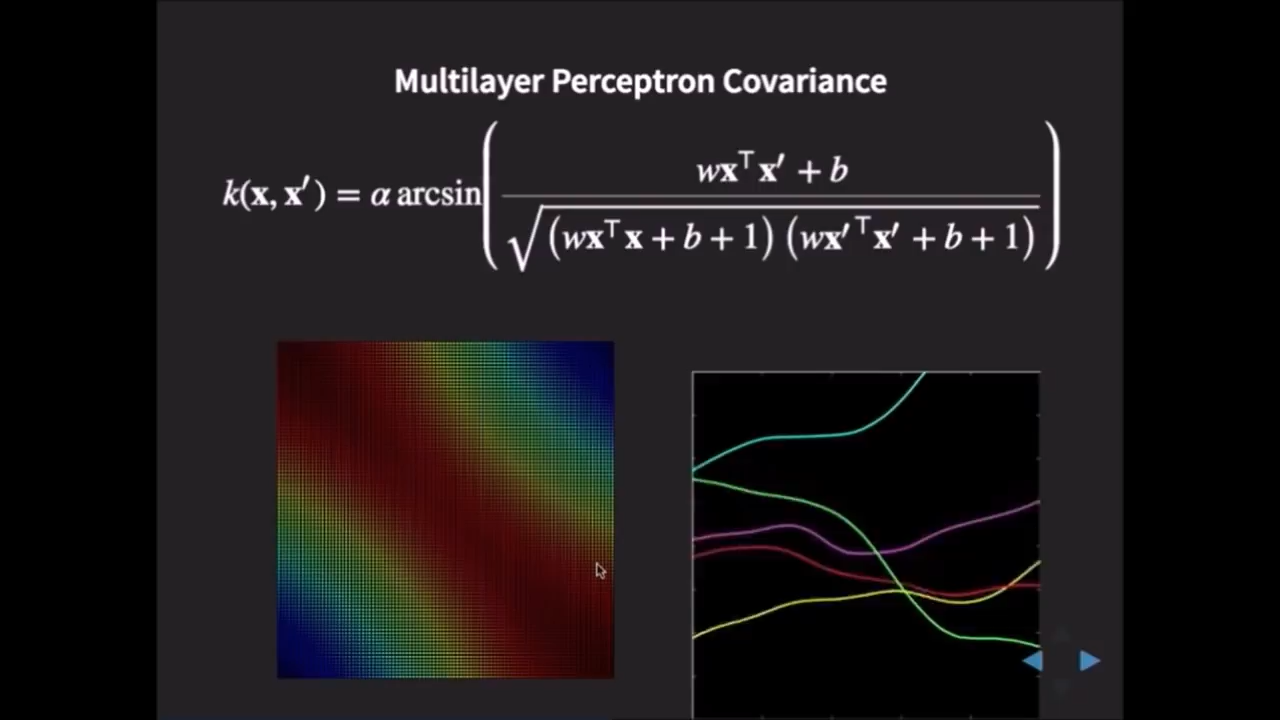 Multilayer Perceptron Covariance
k(x, x′) = α arcsin( (wx⊤x′ + b) / √((wx⊤x + b + 1) (wx′⊤x′ + b + 1)) )